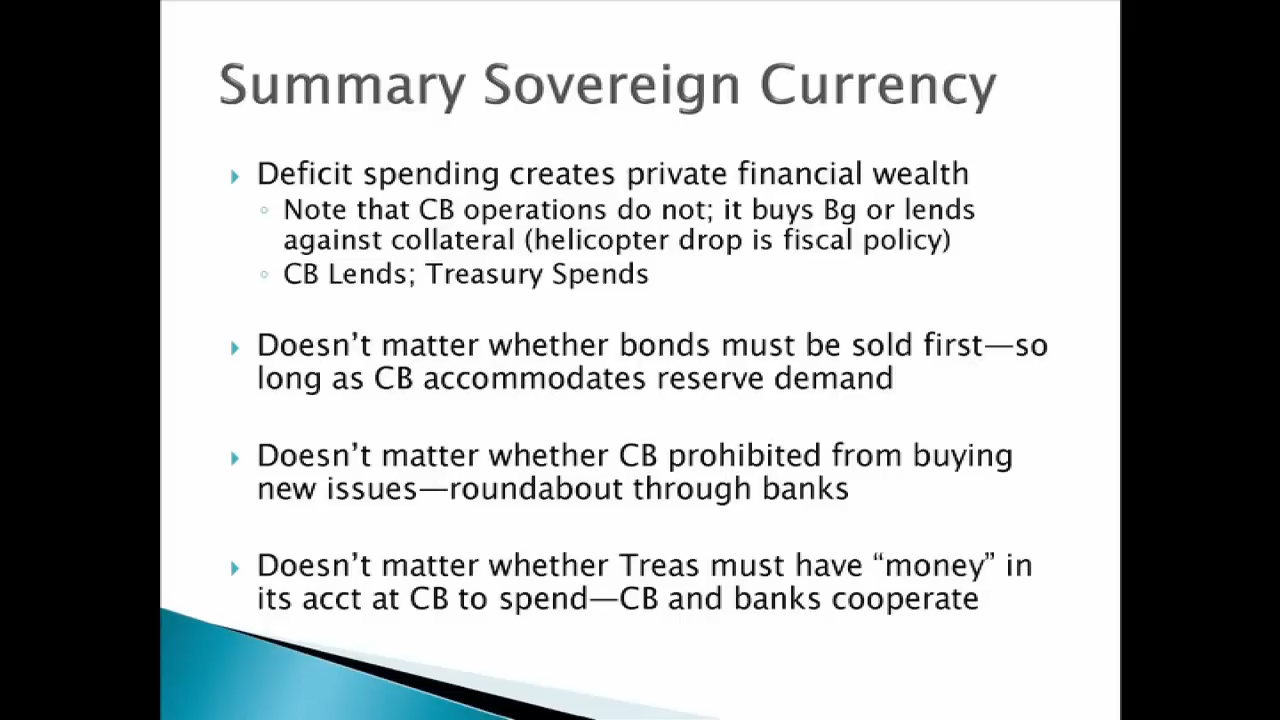 Summary Sovereign Currency
Deficit spending creates private financial wealth
Note that CB operations do not; it buys Bg or lends
against collateral (helicopter drop is fiscal policy)
CB Lends; Treasury Spends
Doesn’t matter whether bonds must be sold first—so
long as CB accommodates reserve demand
Doesn’t matter whether CB prohibited from buying
new issues—roundabout through banks
Doesn’t matter whether Treas must have “money” in
its acct at CB to spend—CB and banks cooperate